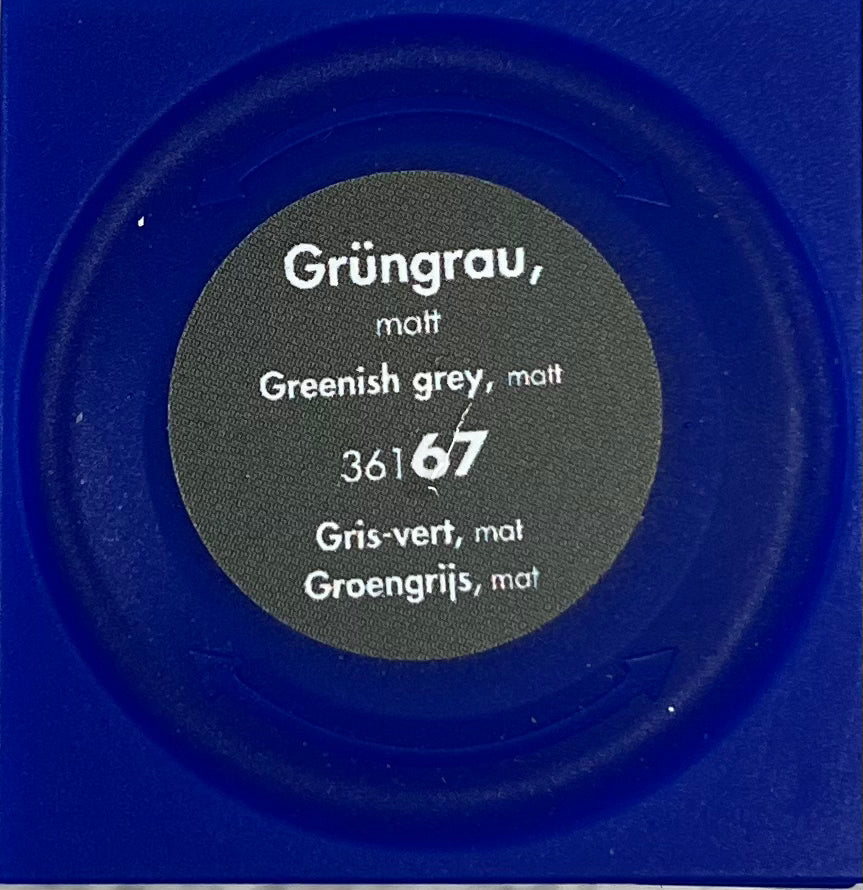 Grüngrau,
matt
Greenish grey, matt
36167
Gris-vert, mat
Groengrijs, mat